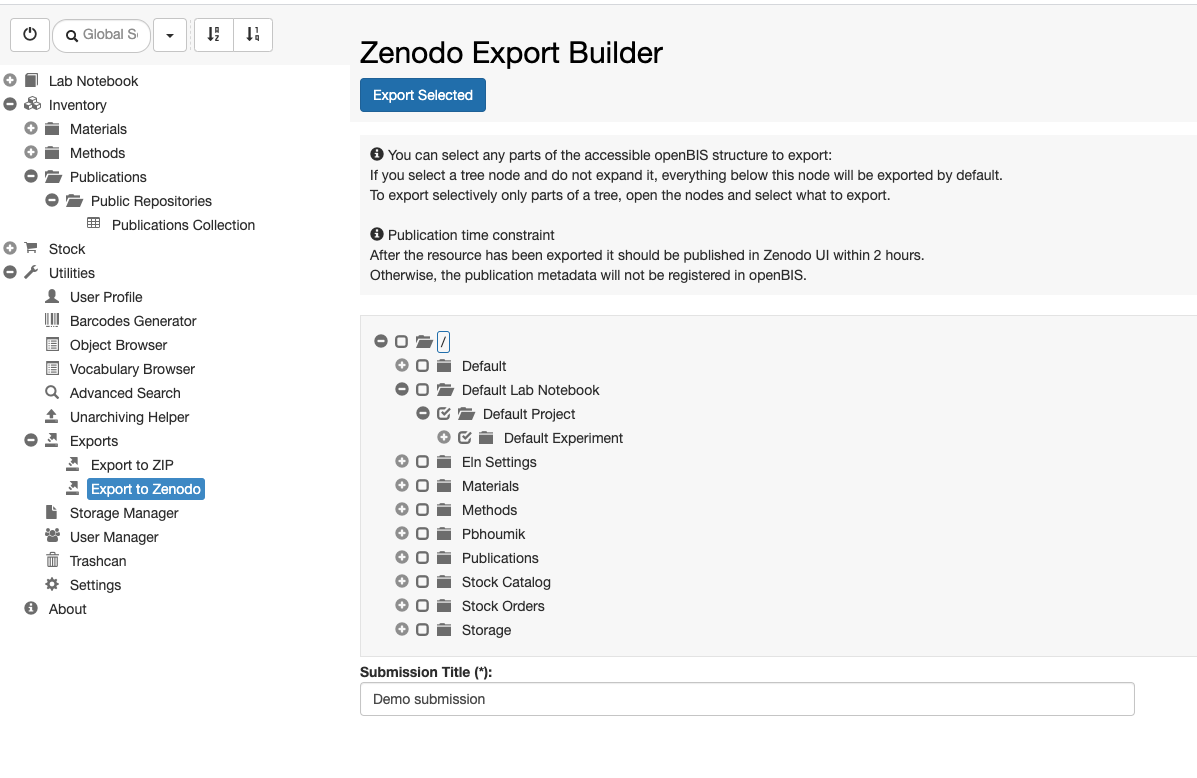 Global S
Zenodo Export Builder
Export Selected
Lab Notebook
Inventory
Materials
Methods
Publications
Public Repositories
Publications Collection
Stock
Utilities
User Profile
Barcodes Generator
Object Browser
Vocabulary Browser
Advanced Search
Unarchiving Helper
Exports
Export to ZIP
Export to Zenodo
Storage Manager
User Manager
Trashcan
Settings
About
You can select any parts of the accessible openBIS structure to export:
If you select a tree node and do not expand it, everything below this node will be exported by default.
To export selectively only parts of a tree, open the nodes and select what to export.
Publication time constraint
After the resource has been exported it should be published in Zenodo UI within 2 hours.
Otherwise, the publication metadata will not be registered in openBIS.
/
Default
Default Lab Notebook
Default Project
Default Experiment
Eln Settings
Materials
Methods
Pbhoumik
Publications
Stock Catalog
Stock Orders
Storage
Submission Title (*):
Demo submission